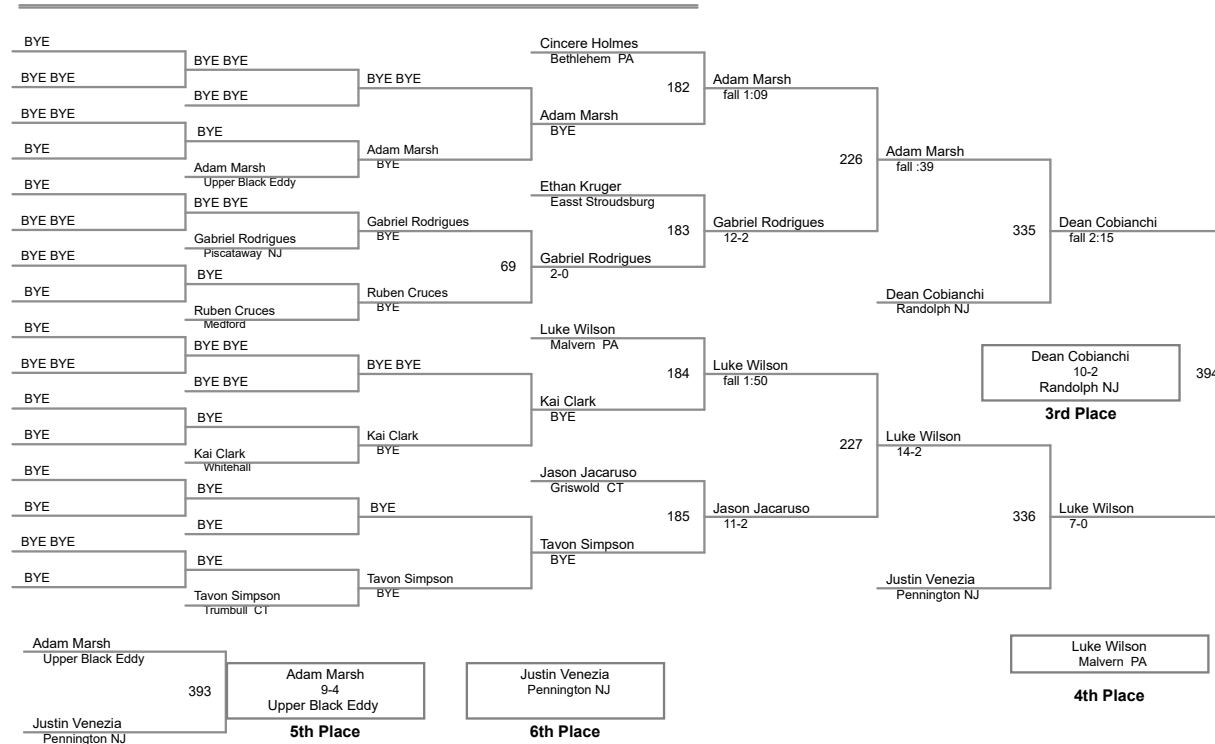 BYE
BYE BYE
BYE BYE
BYE
BYE
BYE BYE
BYE BYE
BYE
BYE
BYE BYE
BYE
BYE
BYE
BYE
BYE BYE
BYE
BYE BYE
BYE BYE
BYE
Adam Marsh
Upper Black Eddy
BYE BYE
Gabriel Rodrigues
Piscataway NJ
BYE
Ruben Cruces
Medford
BYE BYE
BYE BYE
BYE
Kai Clark
Whitehall
BYE
BYE
BYE
Tavon Simpson
Trumbull CT
BYE BYE
Adam Marsh
BYE
Gabriel Rodrigues
BYE
69
Ruben Cruces
BYE
BYE BYE
Kai Clark
BYE
BYE
Tavon Simpson
BYE
Cincere Holmes
Bethlehem PA
182
Adam Marsh
BYE
Ethan Kruger
Easst Stroudsburg
183
Gabriel Rodrigues
2-0
Luke Wilson
Malvern PA
184
Kai Clark
BYE
Jason Jacaruso
Griswold CT
185
Tavon Simpson
BYE
Adam Marsh
fall 1:09
226
Gabriel Rodrigues
12-2
Luke Wilson
fall 1:50
227
Jason Jacaruso
11-2
Adam Marsh
fall :39
335
Dean Cobianchi
Randolph NJ
Luke Wilson
14-2
336
Justin Venezia
Pennington NJ
Dean Cobianchi
fall 2:15
Dean Cobianchi
10-2
Randolph NJ
394
3rd Place
Luke Wilson
7-0
Luke Wilson
Malvern PA
4th Place
Adam Marsh
Upper Black Eddy
393
Justin Venezia
Pennington NJ
Adam Marsh
9-4
Upper Black Eddy
5th Place
Justin Venezia
Pennington NJ
6th Place